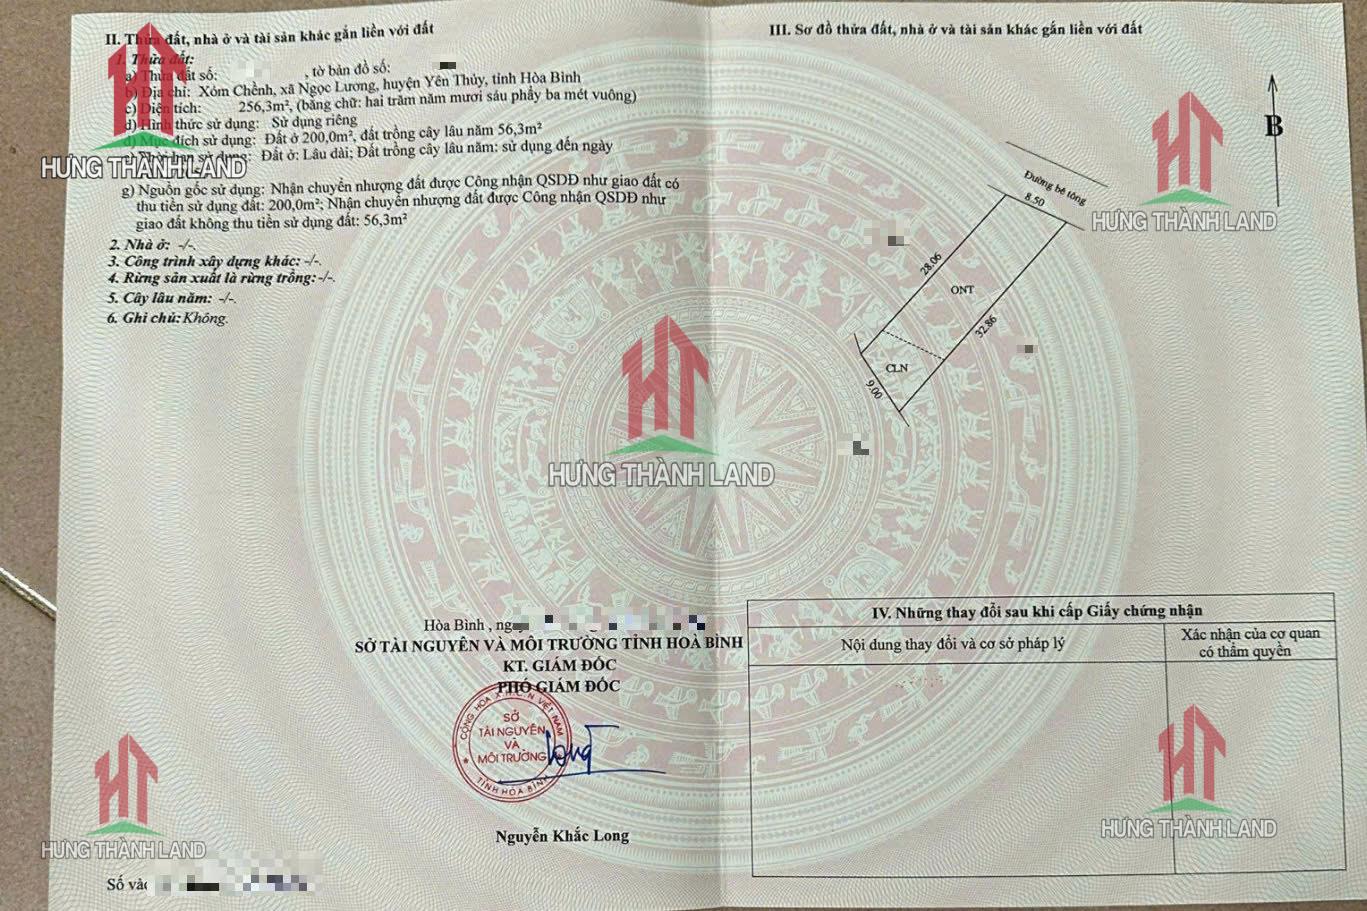 II. Thửa đất, nhà ở và tài sản khác gắn liền với đất
1. Thửa đất:
a) Thửa đất số: , tờ bản đồ số:
b) Địa chỉ: Xóm Chềnh, xã Ngọc Lương, huyện Yên Thủy, tỉnh Hòa Bình
c) Diện tích: 256,3m², (bằng chữ: hai trăm năm mươi sáu phẩy ba mét vuông)
d) Hình thức sử dụng: Sử dụng riêng
đ) Mục đích sử dụng: Đất ở 200,0m², đất trồng cây lâu năm 56,3m²
sử dụng: Đất ở: Lâu dài; Đất trồng cây lâu năm: sử dụng đến ngày
g) Nguồn gốc sử dụng: Nhận chuyển nhượng đất được Công nhận QSDĐ như giao đất có
thu tiền sử dụng đất: 200,0m²; Nhận chuyển nhượng đất được Công nhận QSDĐ như
giao đất không thu tiền sử dụng đất: 56,3m²
2. Nhà ở: -/-.
3. Công trình xây dựng khác: -/-.
4. Rừng sản xuất là rừng trồng: -/-.
5. Cây lâu năm: -/-.
6. Ghi chú: Không.
Hòa Bình
SỞ TÀI NGUYÊN VÀ MÔI TRƯỜNG TỈNH HOÀ BÌNH
KT. GIÁM ĐỐC
PHÓ GIÁM ĐỐC
CỘNG HÒA X.H.C.N VIỆT NAM
SỞ
TÀI NGUYÊN
VÀ
MÔI TRƯỜNG
TỈNH HÒA BÌNH
Long
Nguyễn Khắc Long
Số
III. Sơ đồ thửa đất, nhà ở và tài sản khác gắn liền với đất
B
Đường bê tông
8.50
28.06
ONT
32.86
CLN
9.00
IV. Những thay đổi sau khi cấp Giấy chứng nhận
Nội dung thay đổi và cơ sở pháp lý
Xác nhận của cơ quan
có thẩm quyền
HƯNG THÀNH LAND
HƯNG THÀNH LAND
HƯNG THÀNH LAND
HƯNG THÀNH LAND
HƯNG THÀNH LAND